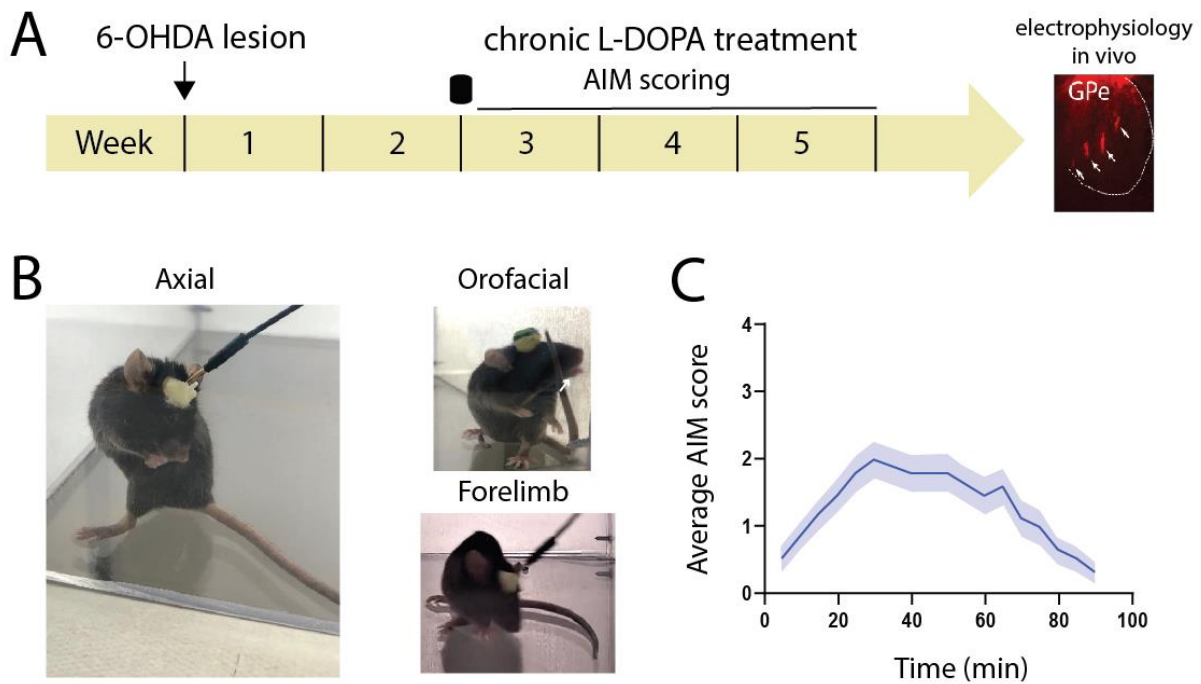 A
6-OHDA lesion
chronic L-DOPA treatment
AIM scoring
electrophysiology
in vivo
GPe
Week 1 2 3 4 5
B
Axial
Orofacial
Forelimb
C
Average AIM score
4
3
2
1
0
0 20 40 60 80 100
Time (min)